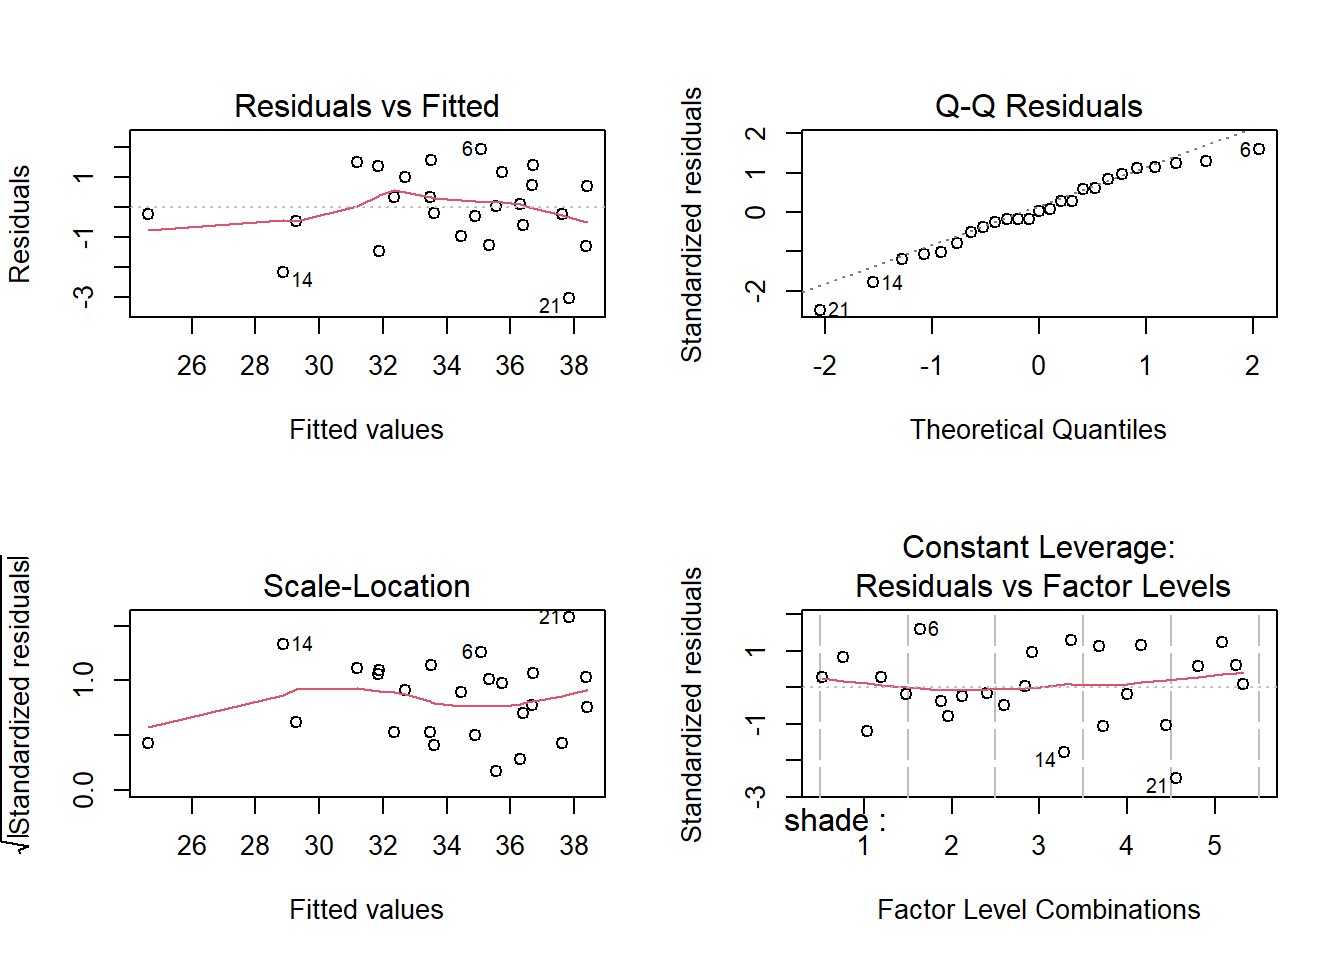 Residuals vs Fitted
Residuals
1
-1
-3
6
14
21
26 28 30 32 34 36 38
Fitted values
Q-Q Residuals
Standardized residuals
2
1
0
-2
6
14
21
-2 -1 0 1 2
Theoretical Quantiles
Scale-Location
√|Standardized residuals|
1.0
0.0
21
14
6
26 28 30 32 34 36 38
Fitted values
Constant Leverage:
Residuals vs Factor Levels
Standardized residuals
1
-1
-3
6
14
21
shade :
1 2 3 4 5
Factor Level Combinations